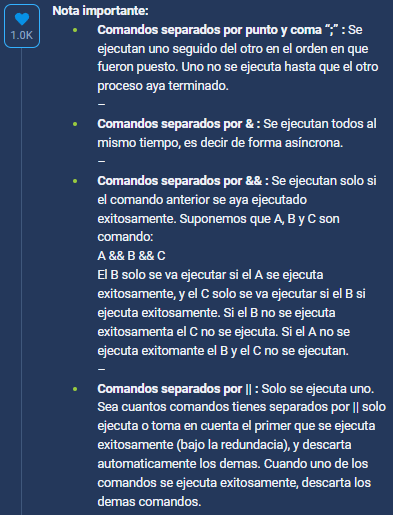 Nota importante:
1.0K
Comandos separados por punto y coma “;” : Se
ejecutan uno seguido del otro en el orden en que
fueron puesto. Uno no se ejecuta hasta que el otro
proceso aya terminado.
–
Comandos separados por & : Se ejecutan todos al
mismo tiempo, es decir de forma asíncrona.
–
Comandos separados por && : Se ejecutan solo si
el comando anterior se aya ejecutado
exitosamente. Suponemos que A, B y C son
comando:
A && B && C
El B solo se va ejecutar si el A se ejecuta
exitosamente, y el C solo se va ejecutar si el B si
ejecuta exitosamente. Si el B no se ejecuta
exitosamenta el C no se ejecuta. Si el A no se
ejecuta exitomante el B y el C no se ejecutan.
–
Comandos separados por || : Solo se ejecuta uno.
Sea cuantos comandos tienes separados por || solo
ejecuta o toma en cuenta el primer que se ejecuta
exitosamente (bajo la redundacia), y descarta
automaticamente los demas. Cuando uno de los
comandos se ejecuta exitosamente, descarta los
demas comandos.